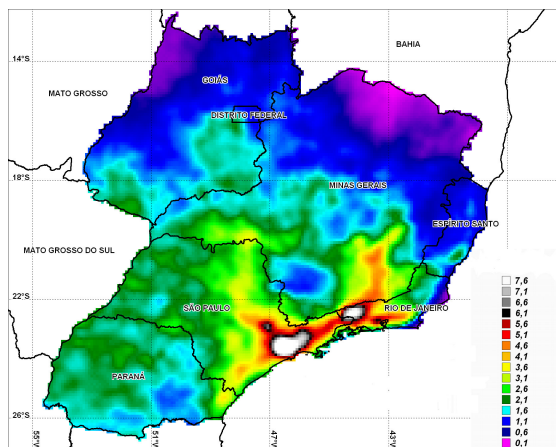 BAHIA
14°S
GOIÁS
MATO GROSSO
DISTRITO FEDERAL
18°S
MINAS GERAIS
ESPÍRITO SANTO
MATO GROSSO DO SUL
22°S
SÃO PAULO
RIO DE JANEIRO
PARANÁ
26°S
55°W
51°W
47°W
43°W
7,6
7,1
6,6
6,1
5,6
5,1
4,6
4,1
3,6
3,1
2,6
2,1
1,6
1,1
0,6
0,1